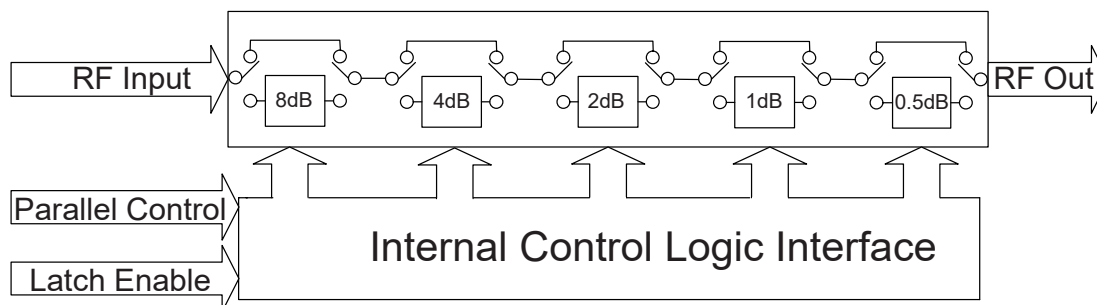 RF Input
8dB
4dB
2dB
1dB
0.5dB
RF Out
Parallel Control
Internal Control Logic Interface
Latch Enable